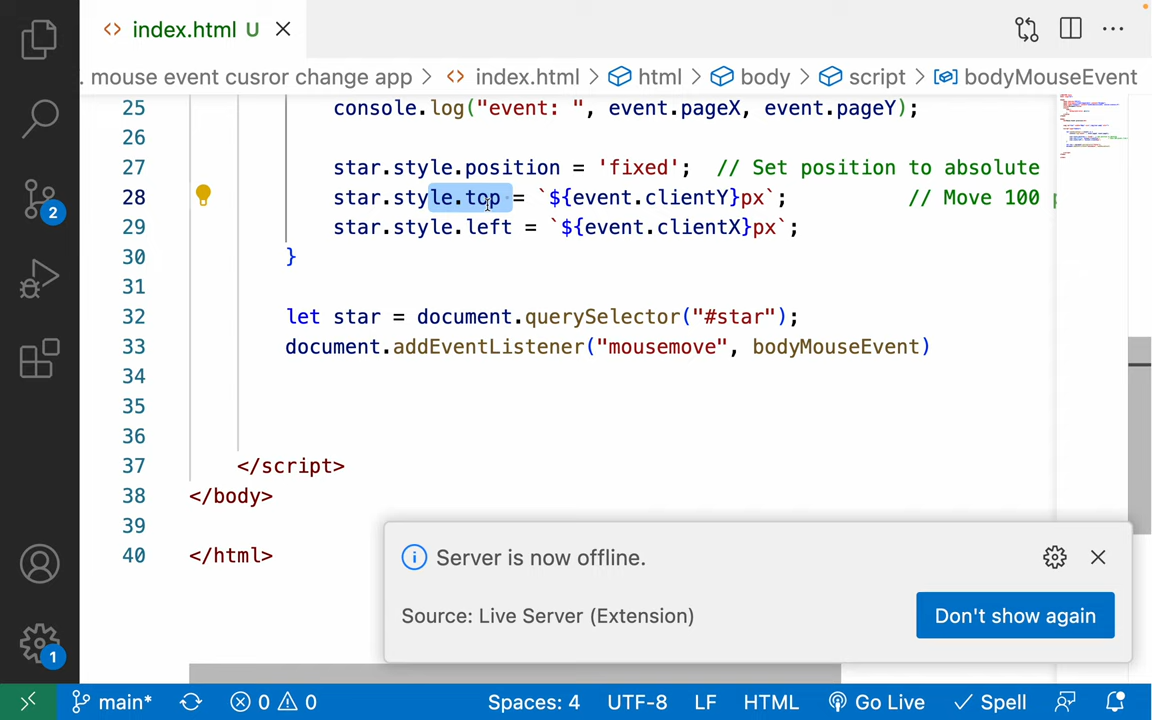 index.html U
. mouse event cusror change app > index.html > html > body > script > bodyMouseEvent
25 console.log("event: ", event.pageX, event.pageY);
26
27 star.style.position = 'fixed'; // Set position to absolute
28 star.style.top = `${event.clientY}px`; // Move 100 p
29 star.style.left = `${event.clientX}px`;
30 }
31
32 let star = document.querySelector("#star");
33 document.addEventListener("mousemove", bodyMouseEvent)
34
35
36
37 </script>
38 </body>
39
40 </html>
2
1
Server is now offline.
Source: Live Server (Extension)
Don't show again
main* 0 0 Spaces: 4 UTF-8 LF HTML Go Live Spell